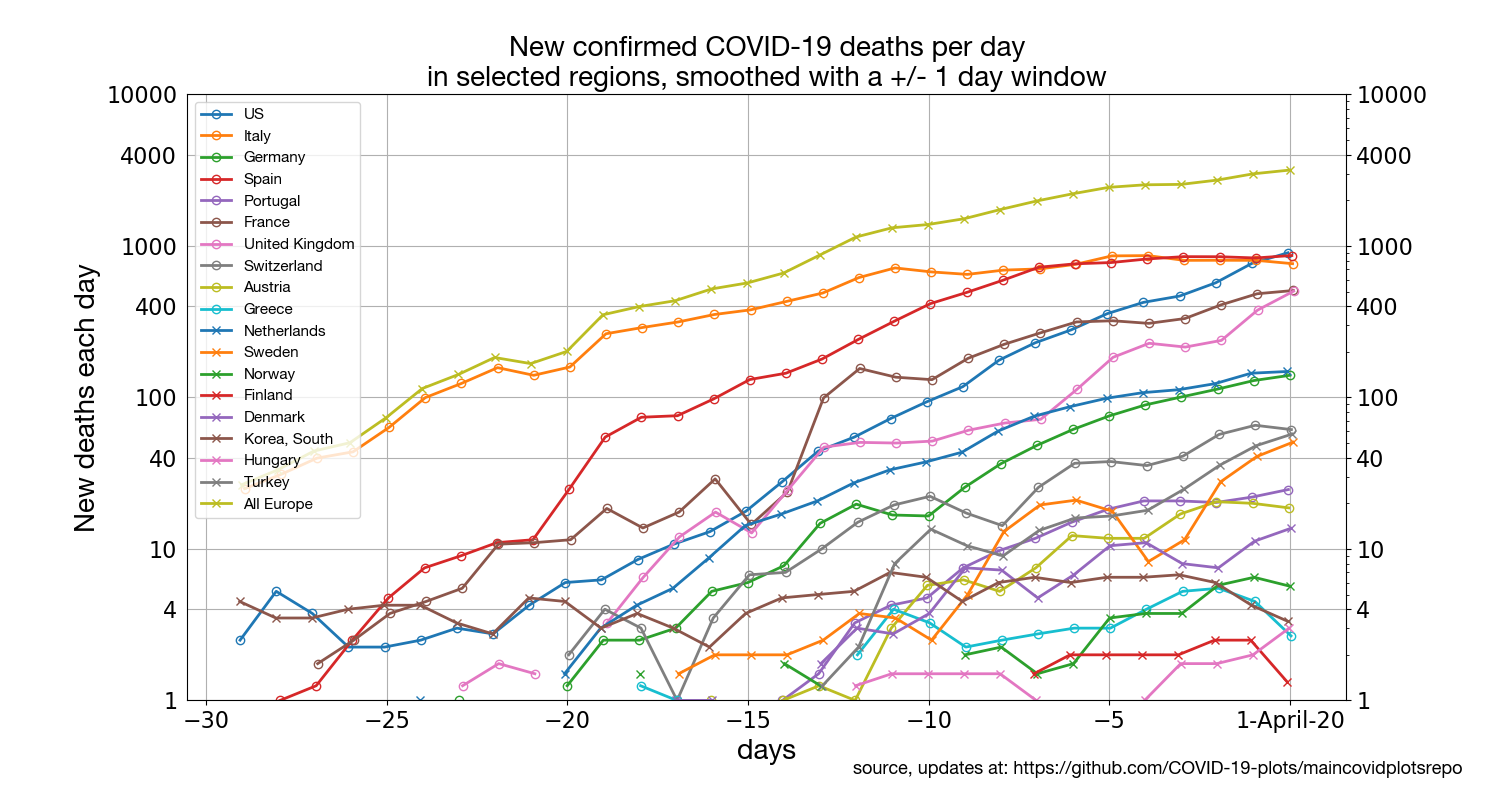 New confirmed COVID-19 deaths per day
in selected regions, smoothed with a +/- 1 day window
10000
4000
1000
400
100
40
10
4
1
New deaths each day
US
Italy
Germany
Spain
Portugal
France
United Kingdom
Switzerland
Austria
Greece
Netherlands
Sweden
Norway
Finland
Denmark
Korea, South
Hungary
Turkey
All Europe
10000
4000
1000
400
100
40
10
4
1
−30 −25 −20 −15 −10 −5 1-April-20
days
source, updates at: https://github.com/COVID-19-plots/maincovidplotsrepo